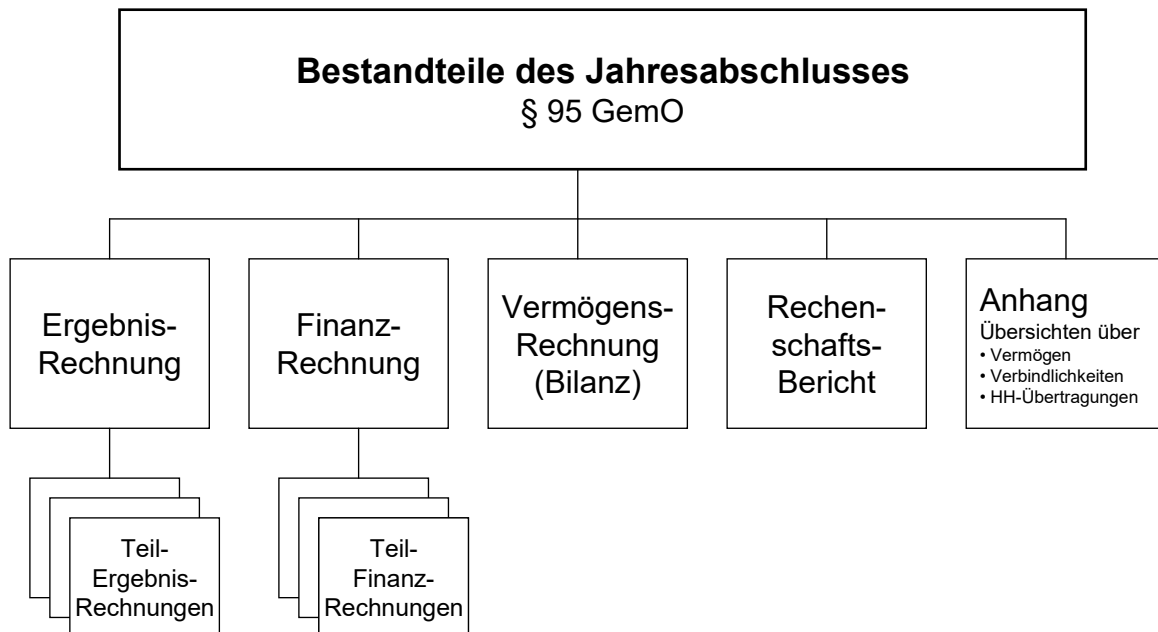 Bestandteile des Jahresabschlusses
§ 95 GemO
Ergebnis-
Rechnung
Finanz-
Rechnung
Vermögens-
Rechnung
(Bilanz)
Rechen-
schafts-
Bericht
Anhang
Übersichten über
• Vermögen
• Verbindlichkeiten
• HH-Übertragungen
Teil-
Ergebnis-
Rechnungen
Teil-
Finanz-
Rechnungen